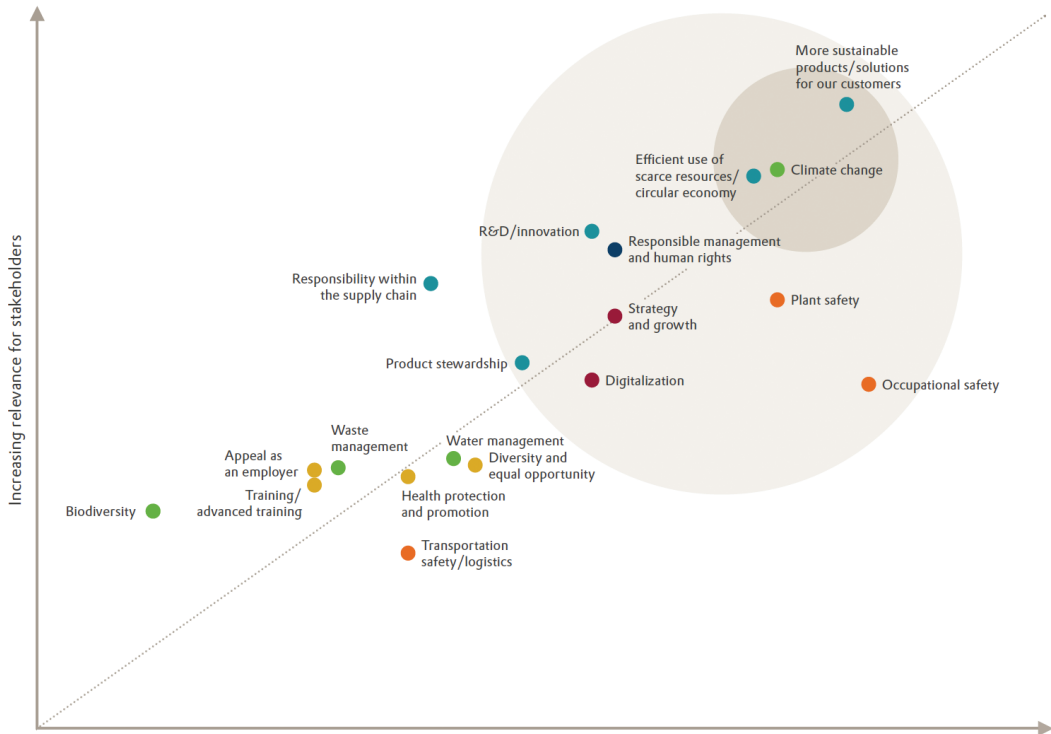 More sustainable
products/solutions
for our customers
Efficient use of
scarce resources/
circular economy
Climate change
R&D/innovation
Responsible management
and human rights
Responsibility within
the supply chain
Plant safety
Strategy
and growth
Product stewardship
Digitalization
Occupational safety
Waste
management
Water management
Appeal as
an employer
Diversity and
equal opportunity
Training/
advanced training
Health protection
and promotion
Biodiversity
Transportation
safety/logistics
Increasing relevance for stakeholders